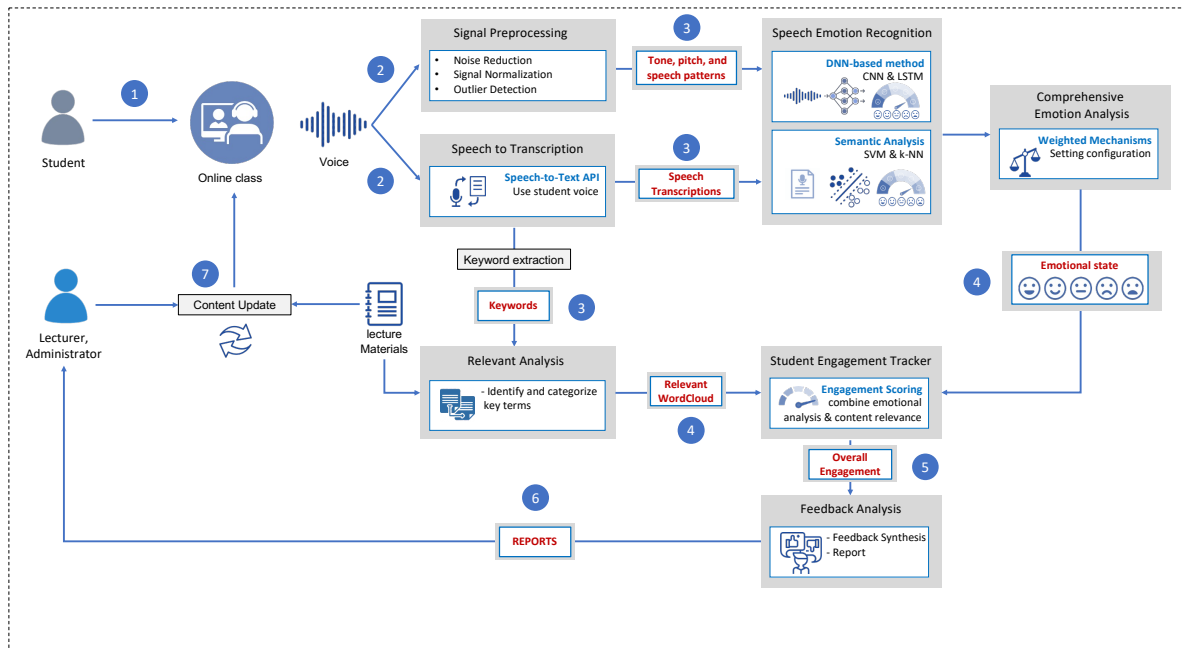 Signal Preprocessing
• Noise Reduction
• Signal Normalization
• Outlier Detection
3
Tone, pitch, and
speech patterns
Speech Emotion Recognition
DNN-based method
CNN & LSTM
Semantic Analysis
SVM & k-NN
Comprehensive
Emotion Analysis
Weighted Mechanisms
Setting configuration
1
Student
Online class
2
Voice
2
Speech to Transcription
Speech-to-Text API
Use student voice
3
Speech
Transcriptions
Keyword extraction
Keywords
3
4
Emotional state
7
Content Update
Lecturer,
Administrator
lecture
Materials
Relevant Analysis
- Identify and categorize
key terms
Relevant
WordCloud
4
Student Engagement Tracker
Engagement Scoring
combine emotional
analysis & content relevance
Overall
Engagement
5
Feedback Analysis
- Feedback Synthesis
- Report
6
REPORTS